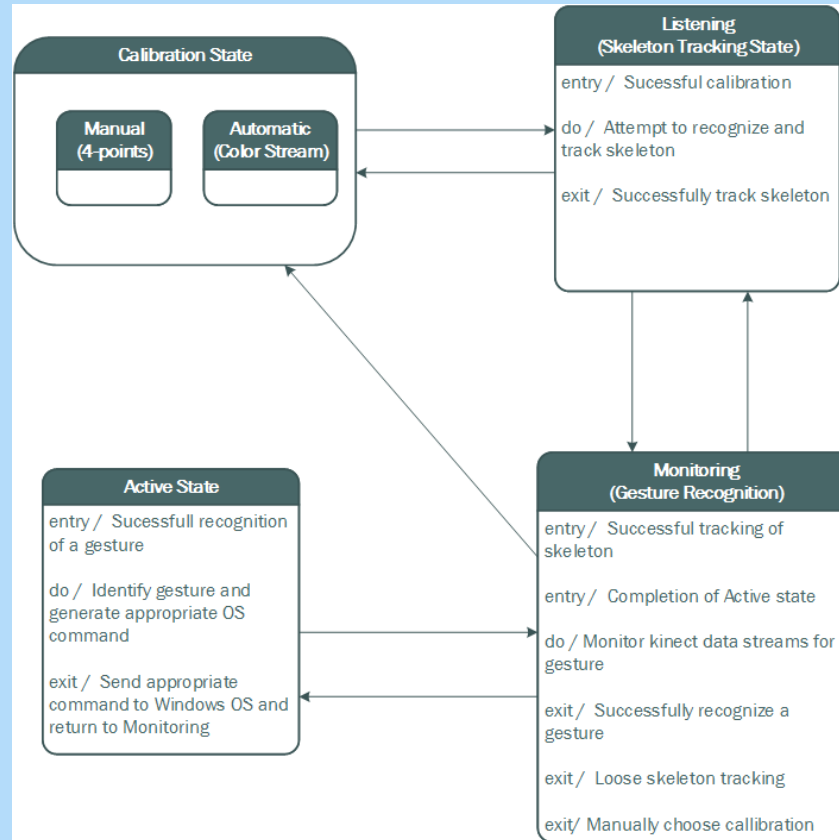 Calibration State
Manual
(4-points)
Automatic
(Color Stream)
Listening
(Skeleton Tracking State)
entry / Sucessful calibration
do / Attempt to recognize and
track skeleton
exit / Successfully track skeleton
Active State
entry / Sucessfull recognition
of a gesture
do / Identify gesture and
generate appropriate OS
command
exit / Send appropriate
command to Windows OS and
return to Monitoring
Monitoring
(Gesture Recognition)
entry / Successful tracking of
skeleton
entry / Completion of Active state
do / Monitor kinect data streams for
gesture
exit / Successfully recognize a
gesture
exit / Loose skeleton tracking
exit/ Manually choose callibration